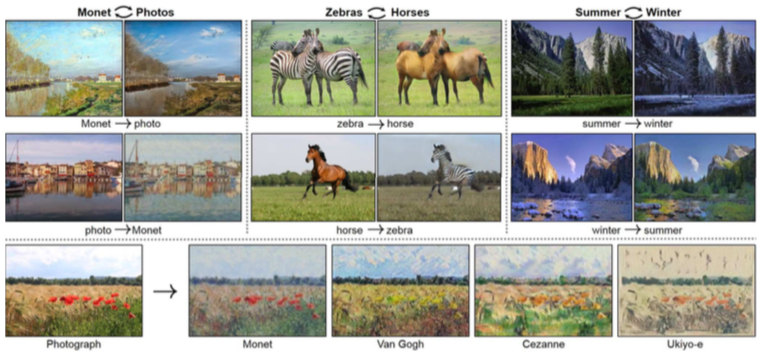 Monet Photos
Zebras Horses
Summer Winter
Monet → photo
zebra → horse
summer → winter
photo → Monet
horse → zebra
winter → summer
Photograph
Monet
Van Gogh
Cezanne
Ukiyo-e